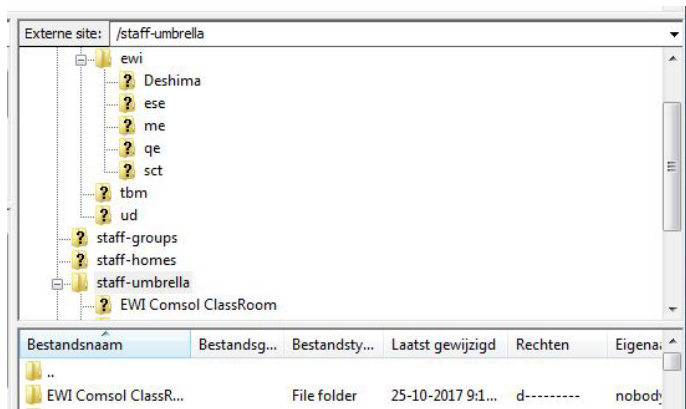 Externe site: /staff-umbrella
ewi
Deshima
ese
me
qe
sct
tbm
ud
staff-groups
staff-homes
staff-umbrella
EWI Comsol ClassRoom
Bestandsnaam Bestandsg... Bestandsty... Laatst gewijzigd Rechten Eigenaa
..
EWI Comsol ClassR... File folder 25-10-2017 9:1... d--------- nobody